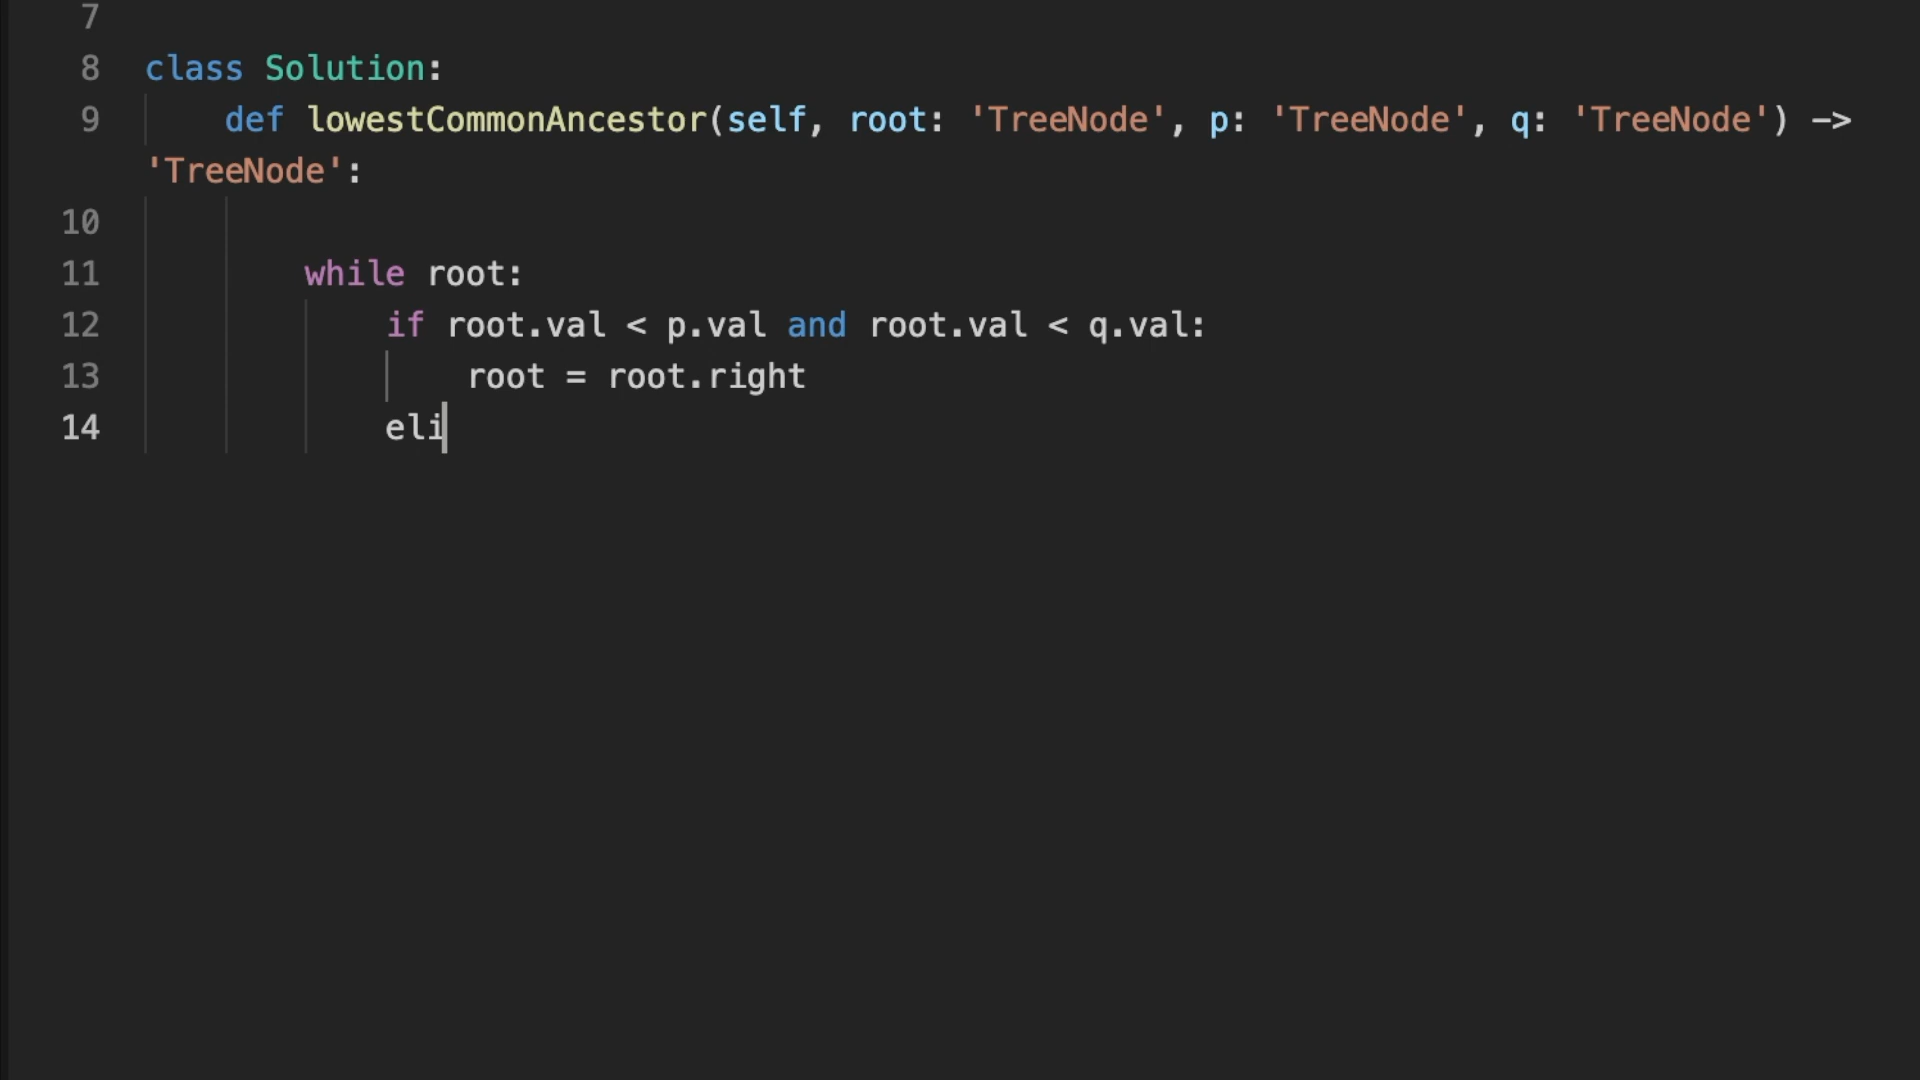 7
8 class Solution:
9 def lowestCommonAncestor(self, root: 'TreeNode', p: 'TreeNode', q: 'TreeNode') ->
'TreeNode':
10
11 while root:
12 if root.val < p.val and root.val < q.val:
13 root = root.right
14 eli